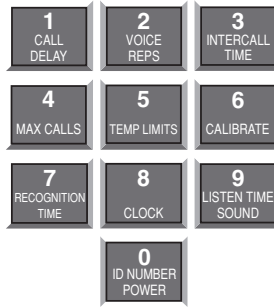 1
CALL
DELAY
2
VOICE
REPS
3
INTERCALL
TIME
4
MAX CALLS
5
TEMP LIMITS
6
CALIBRATE
7
RECOGNITION
TIME
8
CLOCK
9
LISTEN TIME
SOUND
0
ID NUMBER
POWER